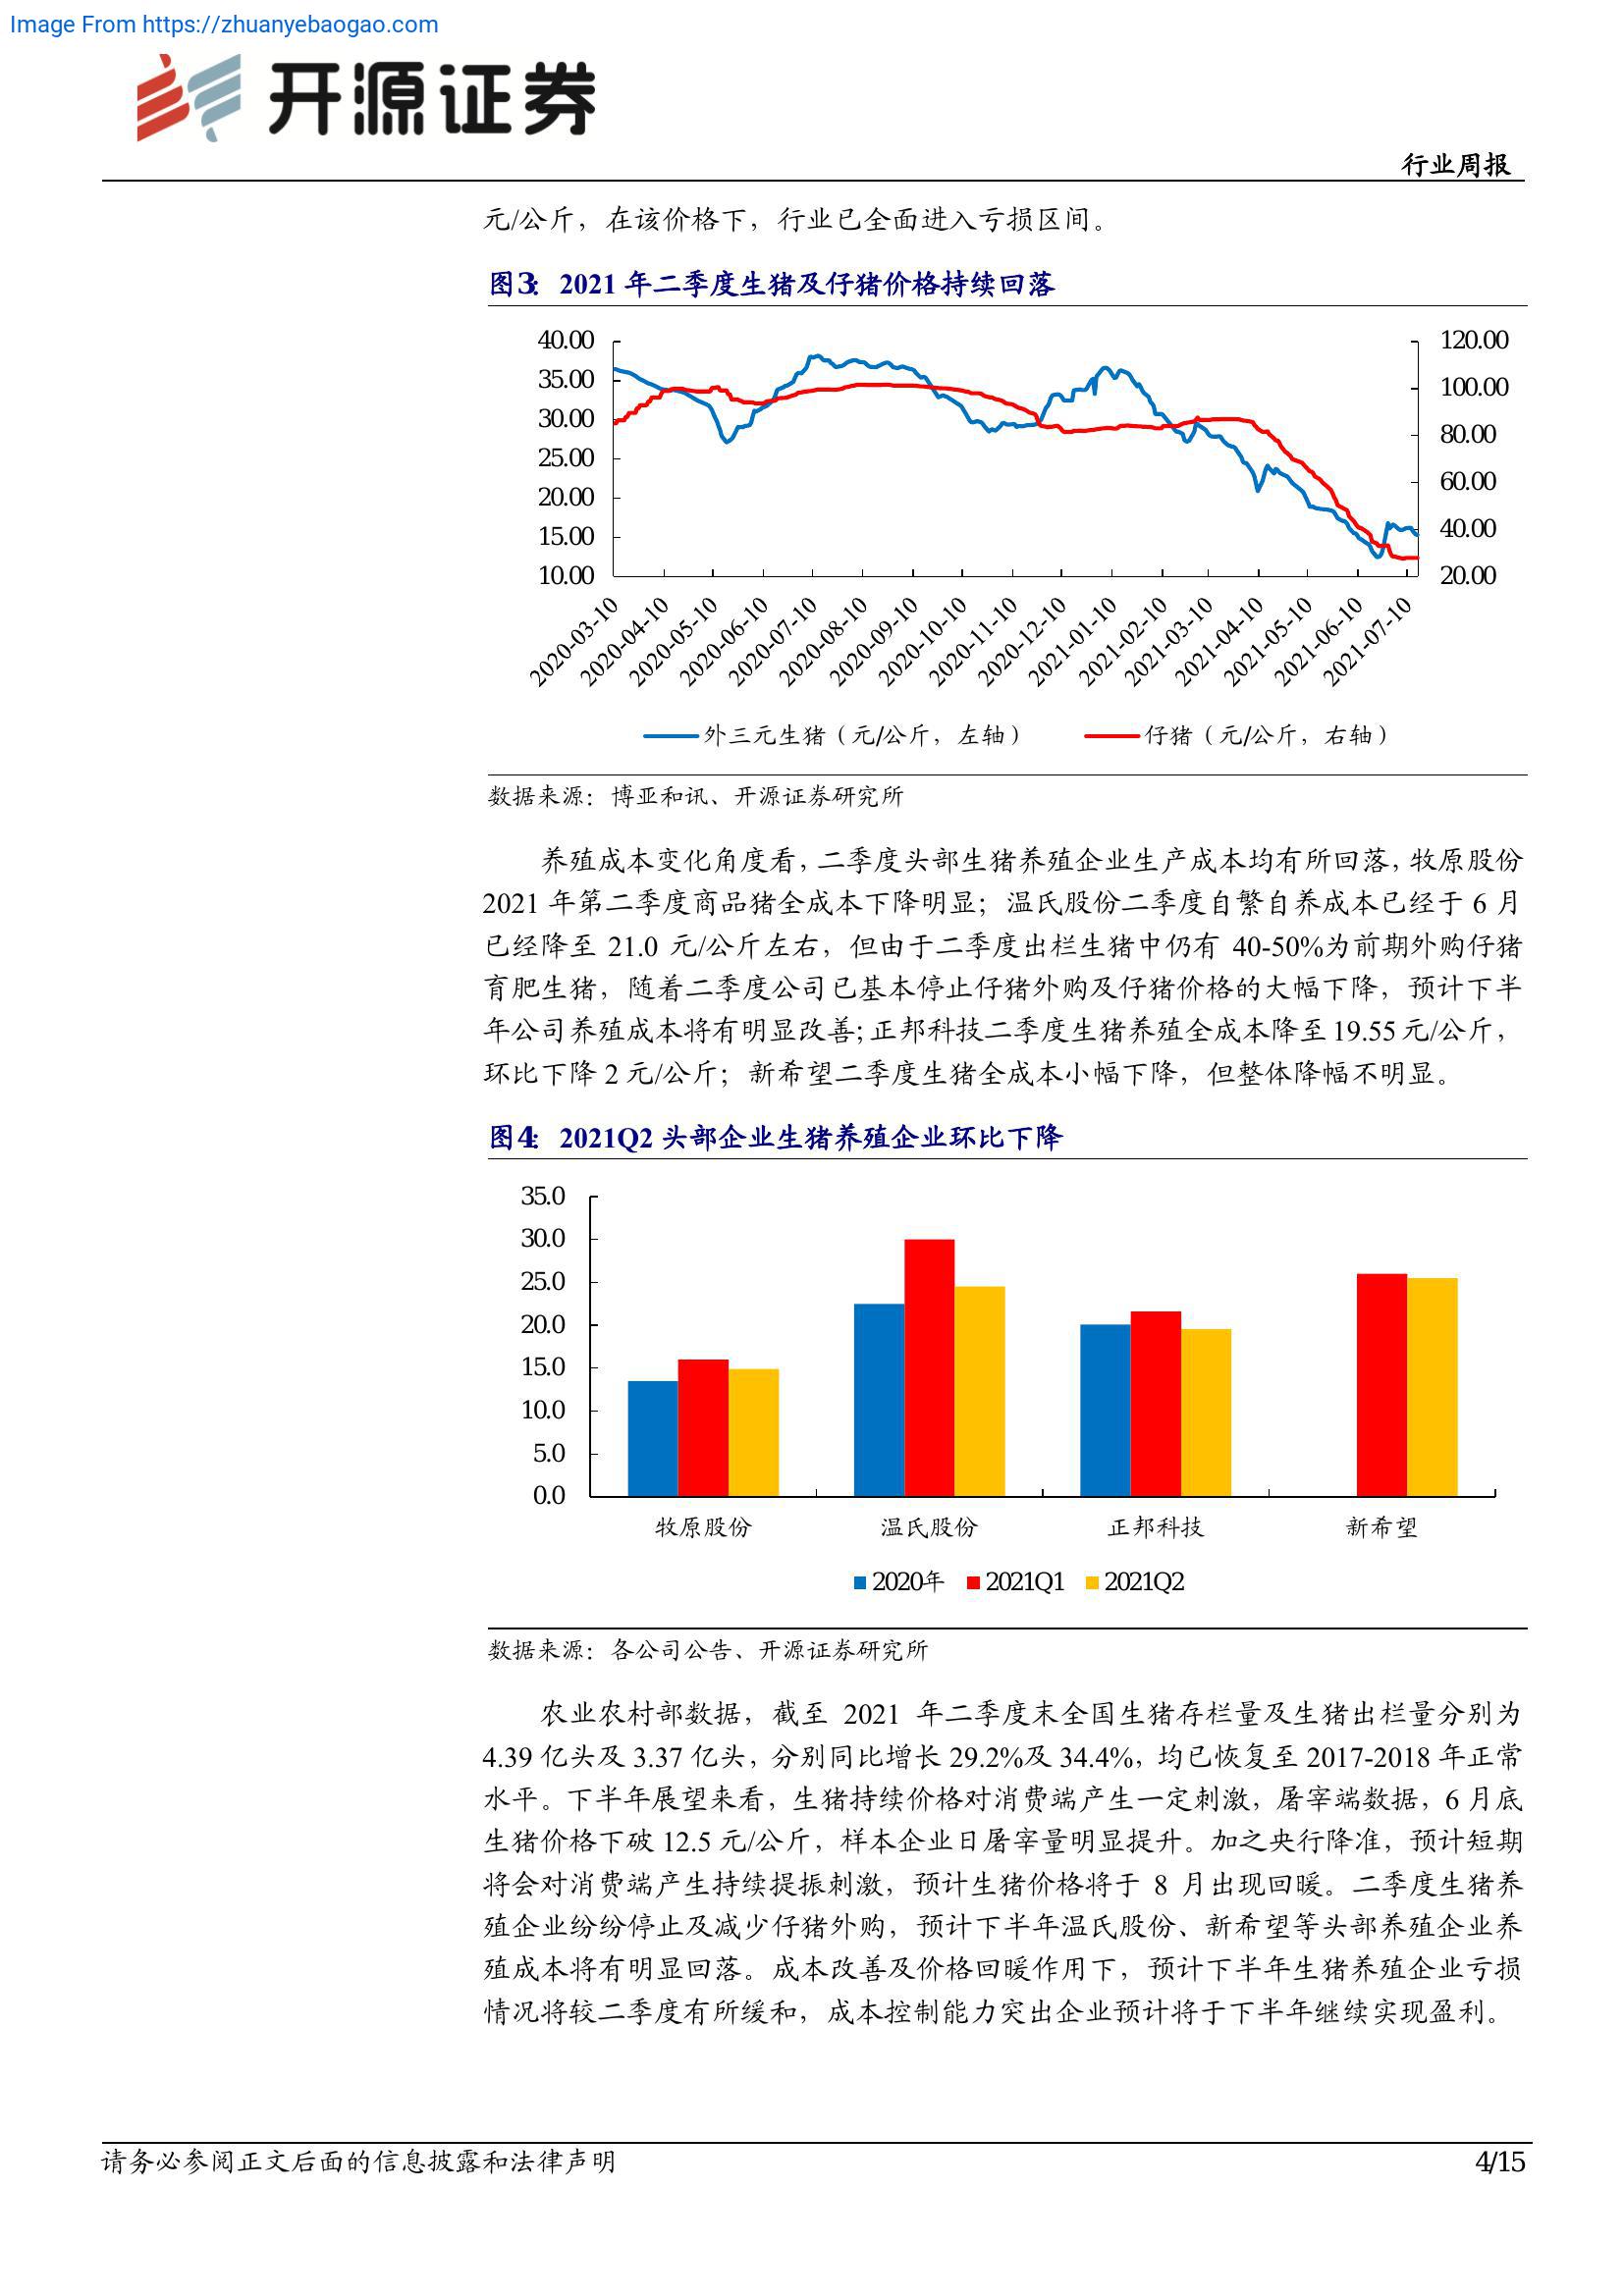 Image From https://zhuanyebaogao.com
开源证券
行业周报
元/公斤，在该价格下，行业已全面进入亏损区间。
图3：2021 年二季度生猪及仔猪价格持续回落
40.00
35.00
30.00
25.00
20.00
15.00
10.00
120.00
100.00
80.00
60.00
40.00
20.00
2020-03-10
2020-04-10
2020-05-10
2020-06-10
2020-07-10
2020-08-10
2020-09-10
2020-10-10
2020-11-10
2020-12-10
2021-01-10
2021-02-10
2021-03-10
2021-04-10
2021-05-10
2021-06-10
2021-07-10
外三元生猪（元/公斤，左轴）
仔猪（元/公斤，右轴）
数据来源：博亚和讯、开源证券研究所
养殖成本变化角度看，二季度头部生猪养殖企业生产成本均有所回落，牧原股份
2021 年第二季度商品猪全成本下降明显；温氏股份二季度自繁自养成本已经于 6 月
已经降至 21.0 元/公斤左右，但由于二季度出栏生猪中仍有 40-50%为前期外购仔猪
育肥生猪，随着二季度公司已基本停止仔猪外购及仔猪价格的大幅下降，预计下半
年公司养殖成本将有明显改善；正邦科技二季度生猪养殖全成本降至 19.55 元/公斤，
环比下降 2 元/公斤；新希望二季度生猪全成本小幅下降，但整体降幅不明显。
图4：2021Q2 头部企业生猪养殖企业环比下降
35.0
30.0
25.0
20.0
15.0
10.0
5.0
0.0
牧原股份
温氏股份
正邦科技
新希望
2020年
2021Q1
2021Q2
数据来源：各公司公告、开源证券研究所
农业农村部数据，截至 2021 年二季度末全国生猪存栏量及生猪出栏量分别为
4.39 亿头及 3.37 亿头，分别同比增长 29.2%及 34.4%，均已恢复至 2017-2018 年正常
水平。下半年展望来看，生猪持续价格对消费端产生一定刺激，屠宰端数据，6 月底
生猪价格下破 12.5 元/公斤，样本企业日屠宰量明显提升。加之央行降准，预计短期
将会对消费端产生持续提振刺激，预计生猪价格将于 8 月出现回暖。二季度生猪养
殖企业纷纷停止及减少仔猪外购，预计下半年温氏股份、新希望等头部养殖企业养
殖成本将有明显回落。成本改善及价格回暖作用下，预计下半年生猪养殖企业亏损
情况将较二季度有所缓和，成本控制能力突出企业预计将于下半年继续实现盈利。
请务必参阅正文后面的信息披露和法律声明
4/15